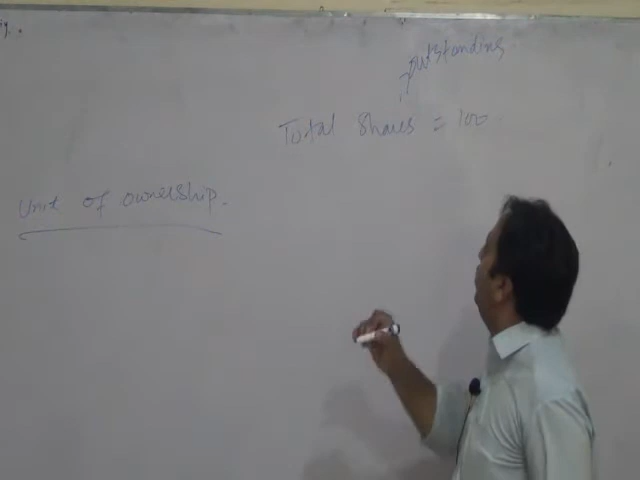 outstanding
Total Shares = 100
Unit of ownership.